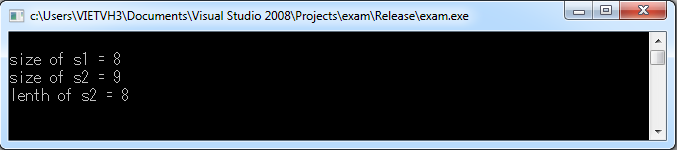 c:\Users\VIETVH3\Documents\Visual Studio 2008\Projects\exam\Release\exam.exe
size of s1 = 8
size of s2 = 9
lenth of s2 = 8